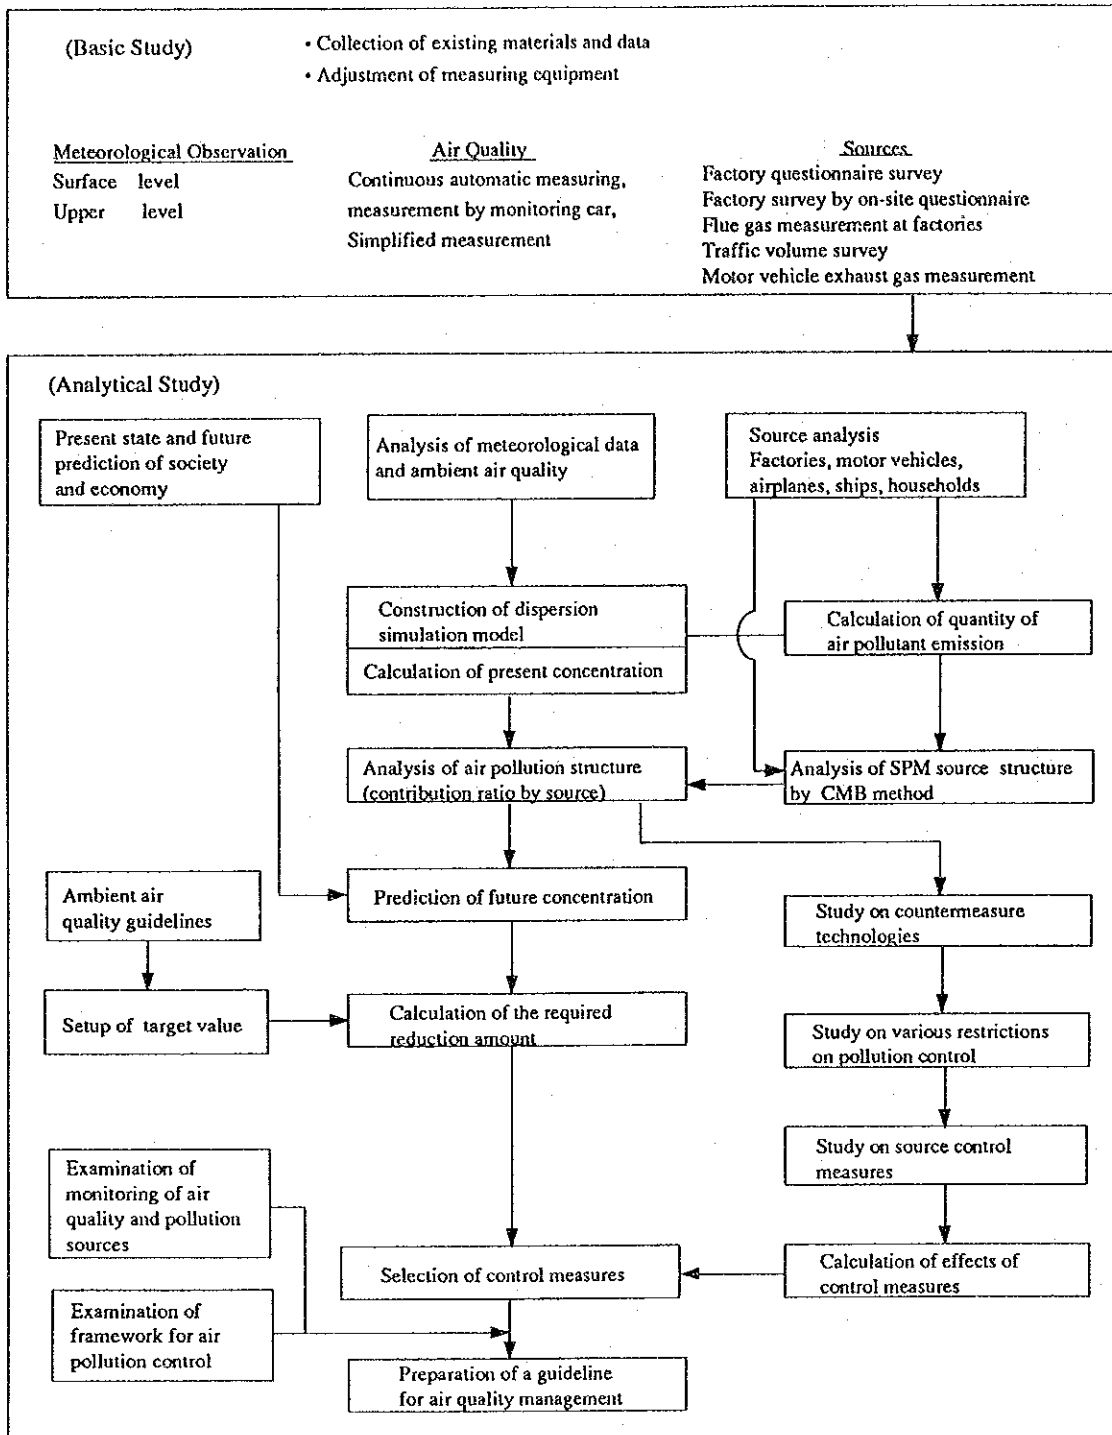 (Basic Study)
• Collection of existing materials and data
• Adjustment of measuring equipment
Meteorological Observation
Surface level
Upper level
Air Quality
Continuous automatic measuring,
measurement by monitoring car,
Simplified measurement
Sources
Factory questionnaire survey
Factory survey by on-site questionnaire
Flue gas measurement at factories
Traffic volume survey
Motor vehicle exhaust gas measurement
(Analytical Study)
Present state and future
prediction of society
and economy
Analysis of meteorological data
and ambient air quality
Source analysis
Factories, motor vehicles,
airplanes, ships, households
Construction of dispersion
simulation model
Calculation of present concentration
Calculation of quantity of
air pollutant emission
Analysis of air pollution structure
(contribution ratio by source)
Analysis of SPM source structure
by CMB method
Ambient air
quality guidelines
Prediction of future concentration
Study on countermeasure
technologies
Setup of target value
Calculation of the required
reduction amount
Study on various restrictions
on pollution control
Study on source control
measures
Examination of
monitoring of air
quality and pollution
sources
Selection of control measures
Calculation of effects of
control measures
Examination of
framework for air
pollution control
Preparation of a guideline
for air quality management